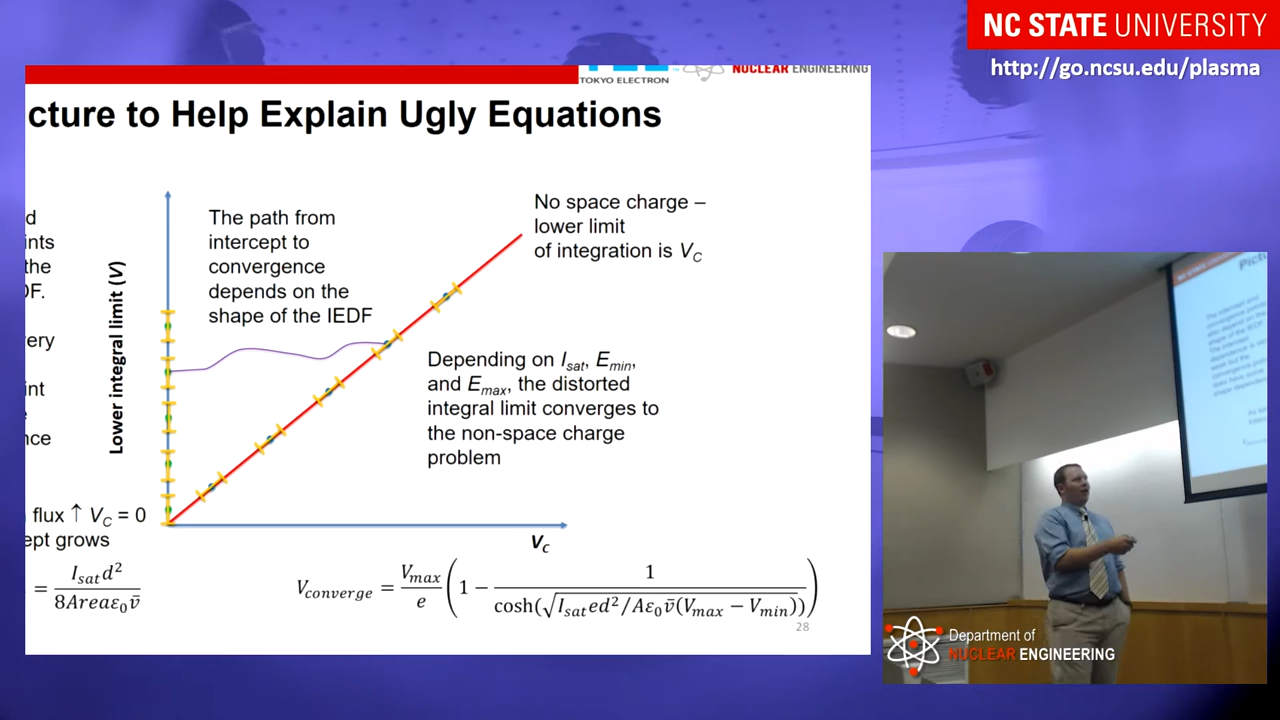 NC STATE UNIVERSITY
http://go.ncsu.edu/plasma
TOKYO ELECTRON
NUCLEAR ENGINEERING
cture to Help Explain Ugly Equations
d
ints
the
DF.
ery
int
e
nce
flux ↑ V_C = 0
ept grows
= I_sat d² / 8Areaε₀v̄
Lower integral limit (V)
The path from
intercept to
convergence
depends on the
shape of the IEDF
No space charge –
lower limit
of integration is V_C
Depending on I_sat, E_min,
and E_max, the distorted
integral limit converges to
the non-space charge
problem
V_C
V_converge = V_max/e (1 − 1/cosh(√(I_sat ed²/Aε₀v̄(V_max − V_min))))
28
Department of
NUCLEAR ENGINEERING